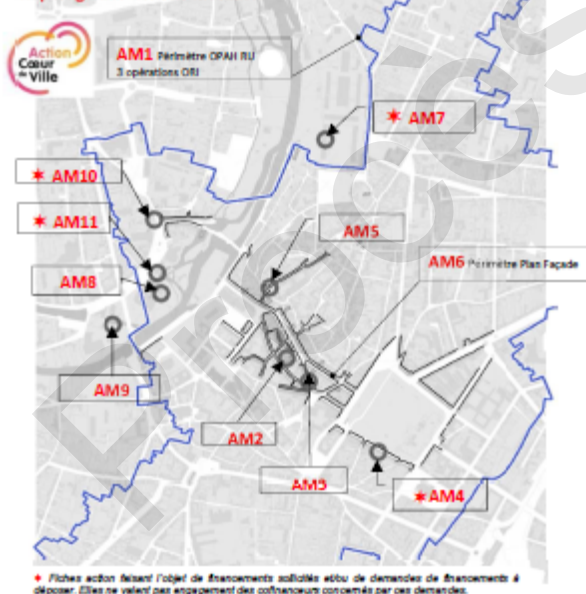 Action
Cœur
de Ville
AM1 Périmètre OPAH RU
3 opérations ORI
* AM7
* AM10
* AM11
AM5
AM6 Périmètre Plan Façade
AM8
AM9
AM2
AM5
* AM4
* Fiches action faisant l'objet de financements sollicités et/ou de demandes de financements à
déposer. Elles ne valent pas engagement des cofinanceurs concernés par ces demandes.